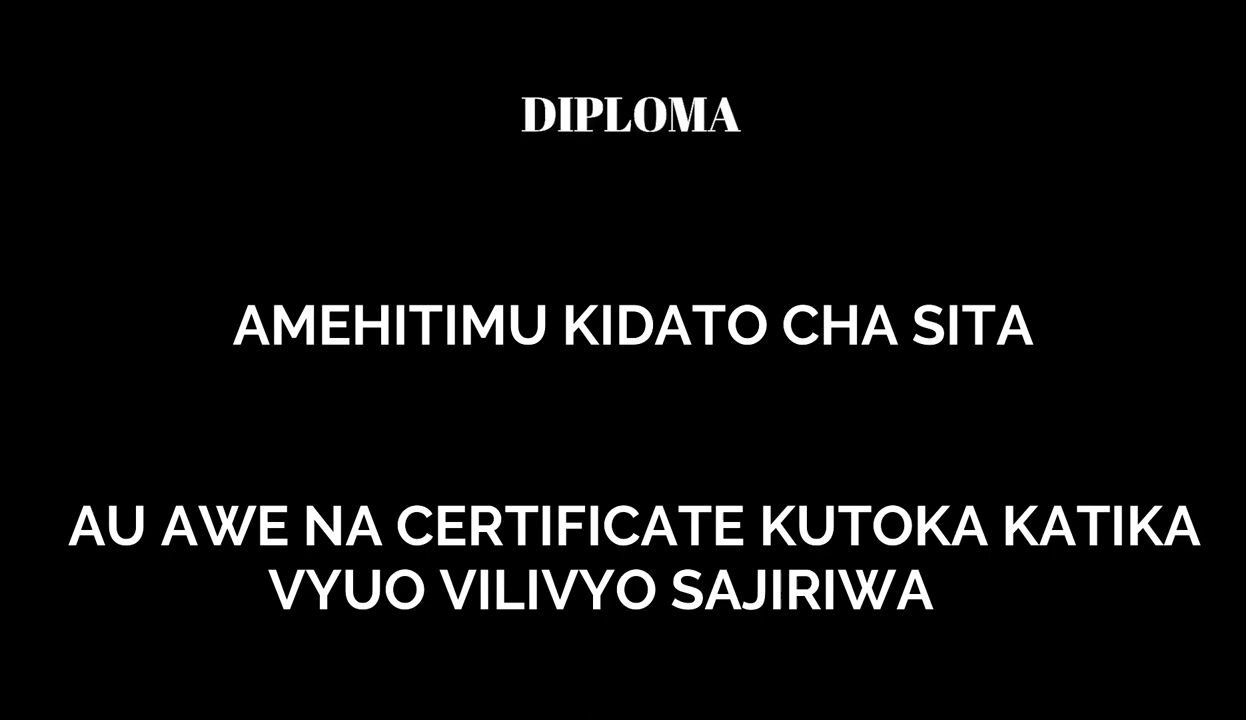 DIPLOMA
AMEHITIMU KIDATO CHA SITA
AU AWE NA CERTIFICATE KUTOKA KATIKA
VYUO VILIVYO SAJIRIWA